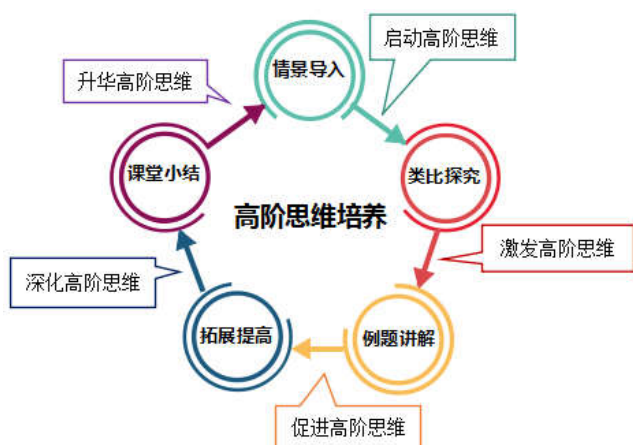 情景导入
启动高阶思维
升华高阶思维
课堂小结
类比探究
高阶思维培养
激发高阶思维
深化高阶思维
拓展提高
例题讲解
促进高阶思维